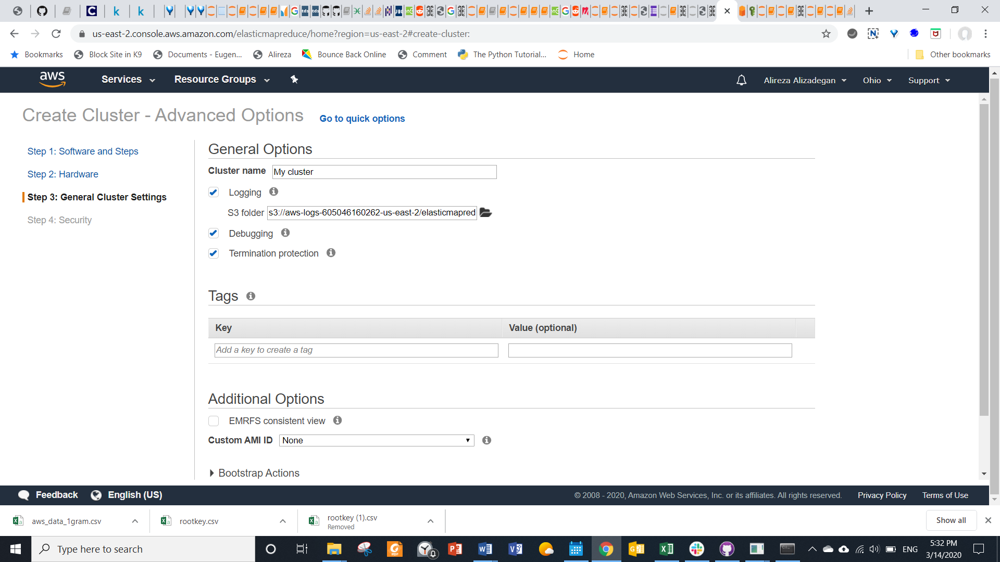 us-east-2.console.aws.amazon.com/elasticmapreduce/home?region=us-east-2#create-cluster:
Bookmarks Block Site in K9 Documents - Eugen... Alireza Bounce Back Online Comment The Python Tutorial... Home Other bookmarks
aws Services Resource Groups Alireza Alizadegan Ohio Support
Create Cluster - Advanced Options Go to quick options
Step 1: Software and Steps
Step 2: Hardware
Step 3: General Cluster Settings
Step 4: Security
General Options
Cluster name My cluster
Logging
S3 folder s3://aws-logs-605046160262-us-east-2/elasticmapred
Debugging
Termination protection
Tags
Key Value (optional)
Add a key to create a tag
Additional Options
EMRFS consistent view
Custom AMI ID None
Bootstrap Actions
Feedback English (US) © 2008 - 2020, Amazon Web Services, Inc. or its affiliates. All rights reserved. Privacy Policy Terms of Use
aws_data_1gram.csv rootkey.csv rootkey (1).csv Show all
Removed
Type here to search ENG 5:32 PM
3/14/2020